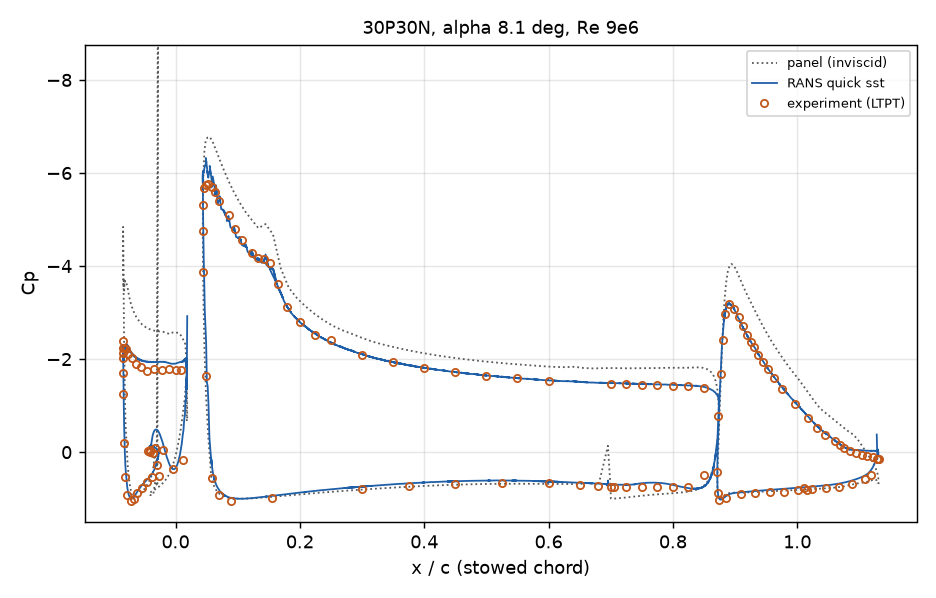 30P30N, alpha 8.1 deg, Re 9e6
panel (inviscid)
RANS quick sst
experiment (LTPT)
Cp
−8
−6
−4
−2
0
0.0 0.2 0.4 0.6 0.8 1.0
x / c (stowed chord)